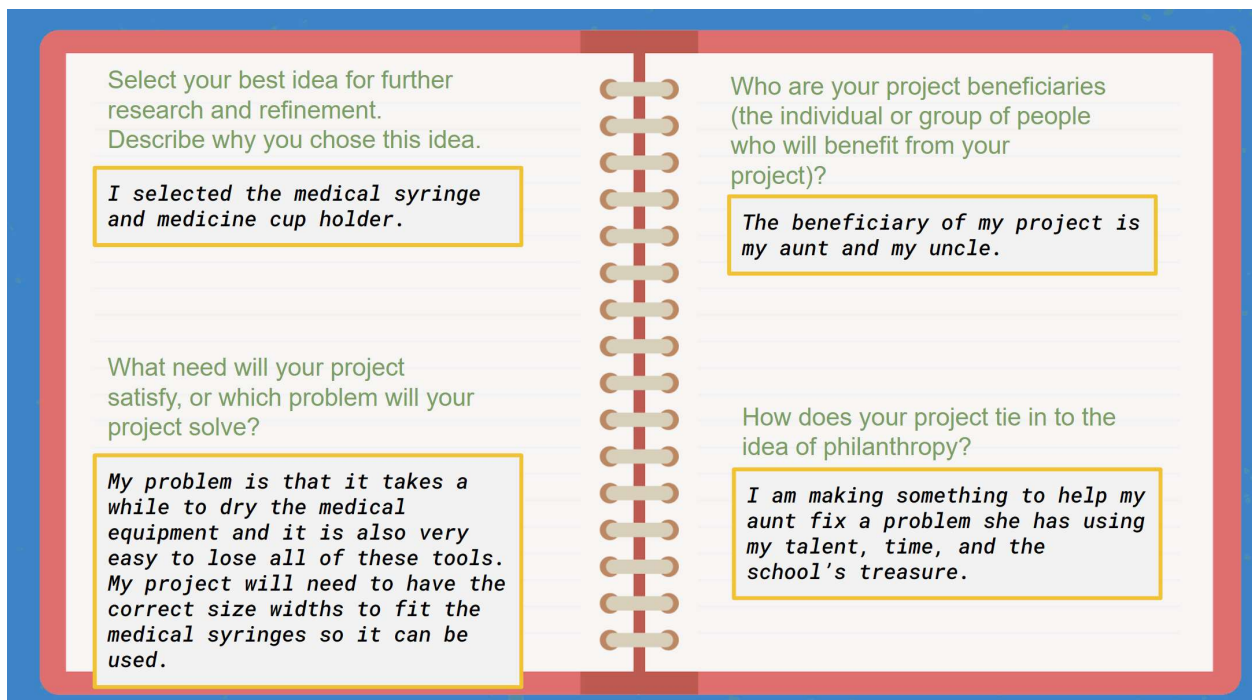 Select your best idea for further
research and refinement.
Describe why you chose this idea.
I selected the medical syringe
and medicine cup holder.
What need will your project
satisfy, or which problem will your
project solve?
My problem is that it takes a
while to dry the medical
equipment and it is also very
easy to lose all of these tools.
My project will need to have the
correct size widths to fit the
medical syringes so it can be
used.
Who are your project beneficiaries
(the individual or group of people
who will benefit from your
project)?
The beneficiary of my project is
my aunt and my uncle.
How does your project tie in to the
idea of philanthropy?
I am making something to help my
aunt fix a problem she has using
my talent, time, and the
school's treasure.